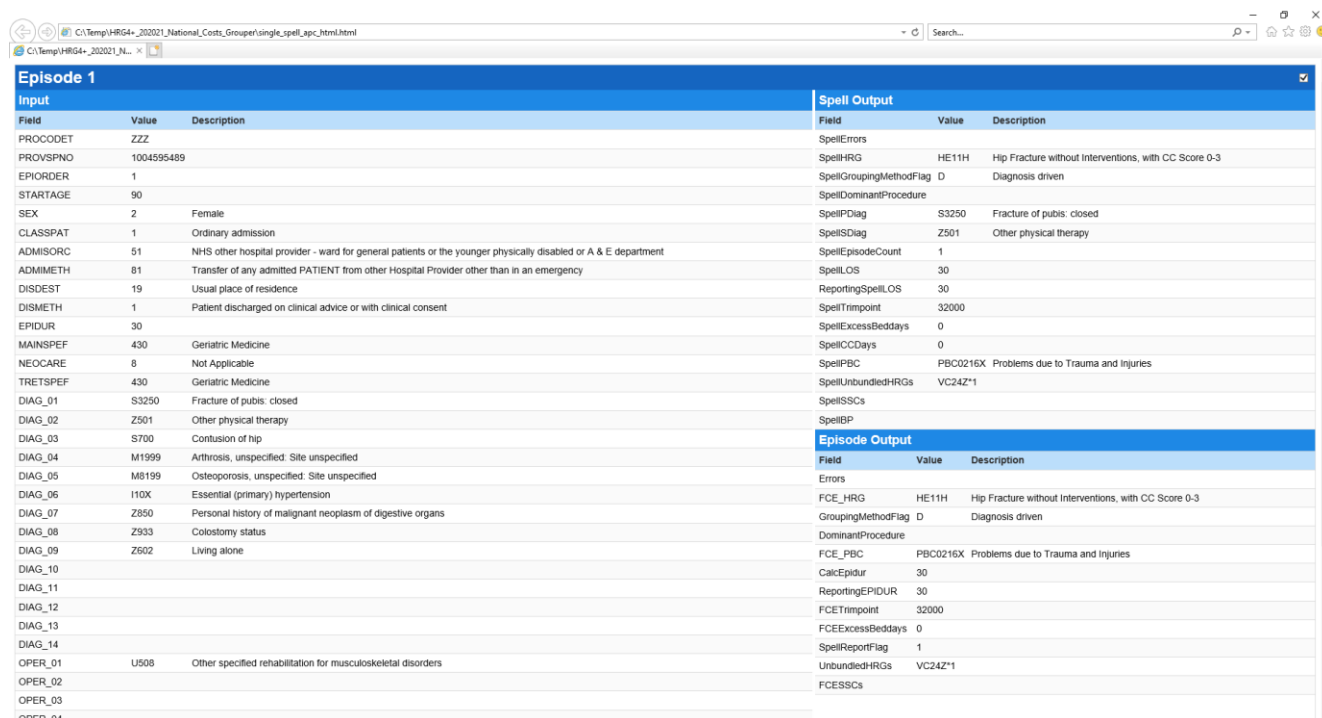 C:\Temp\HRG4+_202021_National_Costs_Grouper\single_spell_apc_html.html
Search...
C:\Temp\HRG4+_202021_N...
Episode 1
Input
Field Value Description
PROCODET ZZZ
PROVSPNO 1004595489
EPIORDER 1
STARTAGE 90
SEX 2 Female
CLASSPAT 1 Ordinary admission
ADMISORC 51 NHS other hospital provider - ward for general patients or the younger physically disabled or A & E department
ADMIMETH 81 Transfer of any admitted PATIENT from other Hospital Provider other than in an emergency
DISDEST 19 Usual place of residence
DISMETH 1 Patient discharged on clinical advice or with clinical consent
EPIDUR 30
MAINSPEF 430 Geriatric Medicine
NEOCARE 8 Not Applicable
TRETSPEF 430 Geriatric Medicine
DIAG_01 S3250 Fracture of pubis: closed
DIAG_02 Z501 Other physical therapy
DIAG_03 S700 Contusion of hip
DIAG_04 M1999 Arthrosis, unspecified: Site unspecified
DIAG_05 M8199 Osteoporosis, unspecified: Site unspecified
DIAG_06 I10X Essential (primary) hypertension
DIAG_07 Z850 Personal history of malignant neoplasm of digestive organs
DIAG_08 Z933 Colostomy status
DIAG_09 Z602 Living alone
DIAG_10
DIAG_11
DIAG_12
DIAG_13
DIAG_14
OPER_01 U508 Other specified rehabilitation for musculoskeletal disorders
OPER_02
OPER_03
OPER_04
Spell Output
Field Value Description
SpellErrors
SpellHRG HE11H Hip Fracture without Interventions, with CC Score 0-3
SpellGroupingMethodFlag D Diagnosis driven
SpellDominantProcedure
SpellPDiag S3250 Fracture of pubis: closed
SpellSDiag Z501 Other physical therapy
SpellEpisodeCount 1
SpellLOS 30
ReportingSpellLOS 30
SpellTrimpoint 32000
SpellExcessBeddays 0
SpellCCDays 0
SpellPBC PBC0216X Problems due to Trauma and Injuries
SpellUnbundledHRGs VC24Z*1
SpellSSCs
SpellBP
Episode Output
Field Value Description
Errors
FCE_HRG HE11H Hip Fracture without Interventions, with CC Score 0-3
GroupingMethodFlag D Diagnosis driven
DominantProcedure
FCE_PBC PBC0216X Problems due to Trauma and Injuries
CalcEpidur 30
ReportingEPIDUR 30
FCETrimpoint 32000
FCEExcessBeddays 0
SpellReportFlag 1
UnbundledHRGs VC24Z*1
FCESSCs